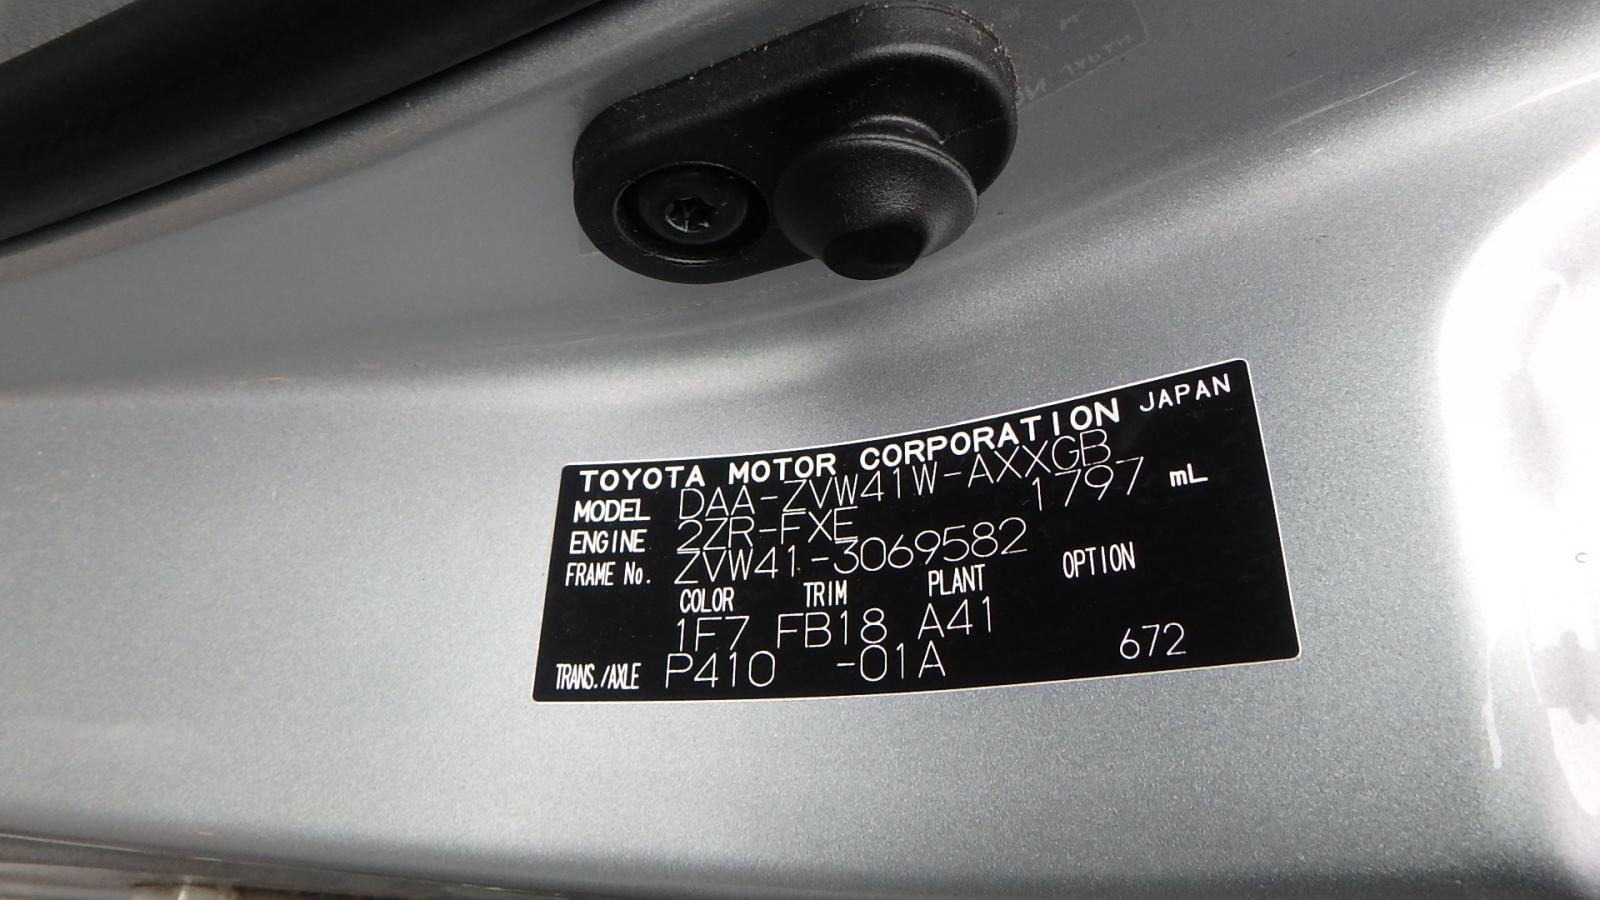 TOYOTA MOTOR CORPORATION JAPAN
MODEL DAA-ZVW41W-AXXGB
ENGINE 2ZR-FXE 1797 mL
FRAME No. ZVW41-3069582
COLOR TRIM PLANT OPTION
1F7 FB18 A41
TRANS./AXLE P410 -01A 672